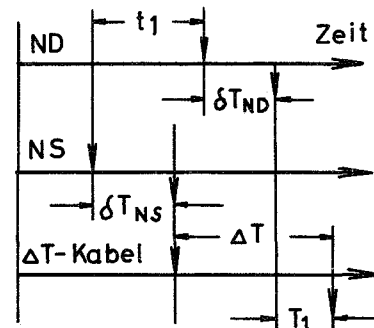 ND
t1
Zeit
δTND
NS
δTNS
ΔT
ΔT-Kabel
T1